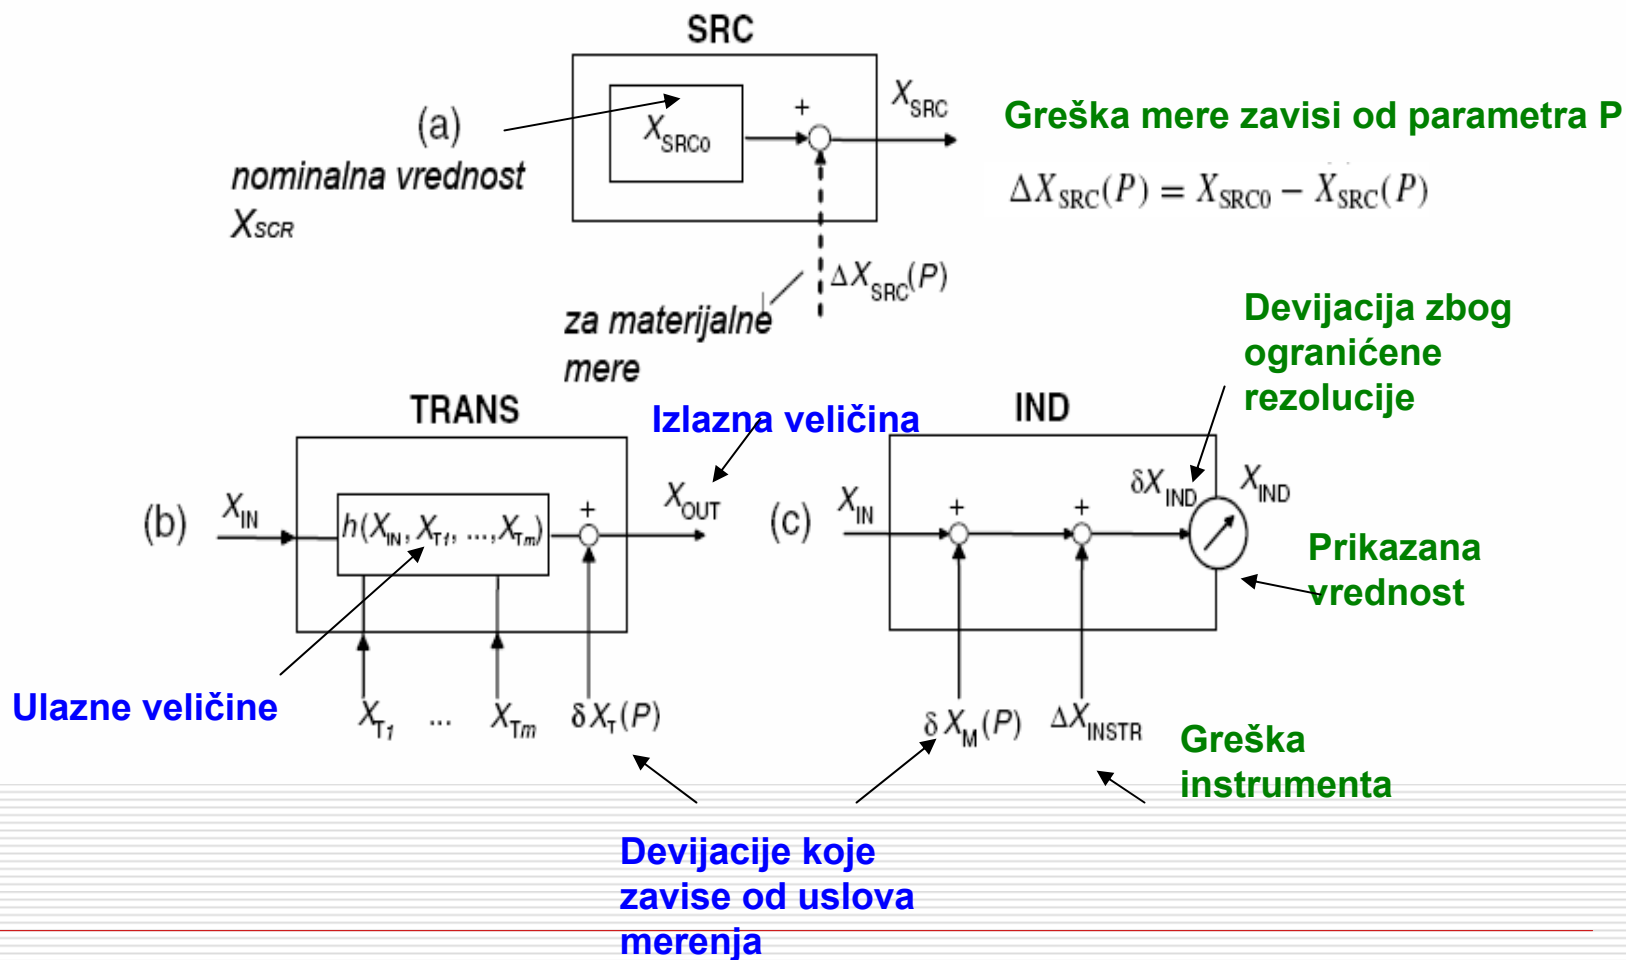 SRC
(a)
X_SRC0
+
X_SRC
Greška mere zavisi od parametra P
nominalna vrednost
X_SCR
ΔX_SRC(P) = X_SRC0 − X_SRC(P)
ΔX_SRC(P)
za materijalne
mere
Devijacija zbog
ogranićene
rezolucije
TRANS
Izlazna veličina
IND
(b)
X_IN
h(X_IN, X_T1, ...,X_Tm)
+
X_OUT
(c)
X_IN
+
+
δX_IND
X_IND
Prikazana
vrednost
Ulazne veličine
X_T1 ... X_Tm δX_T(P)
δX_M(P) ΔX_INSTR
Greška
instrumenta
Devijacije koje
zavise od uslova
merenja